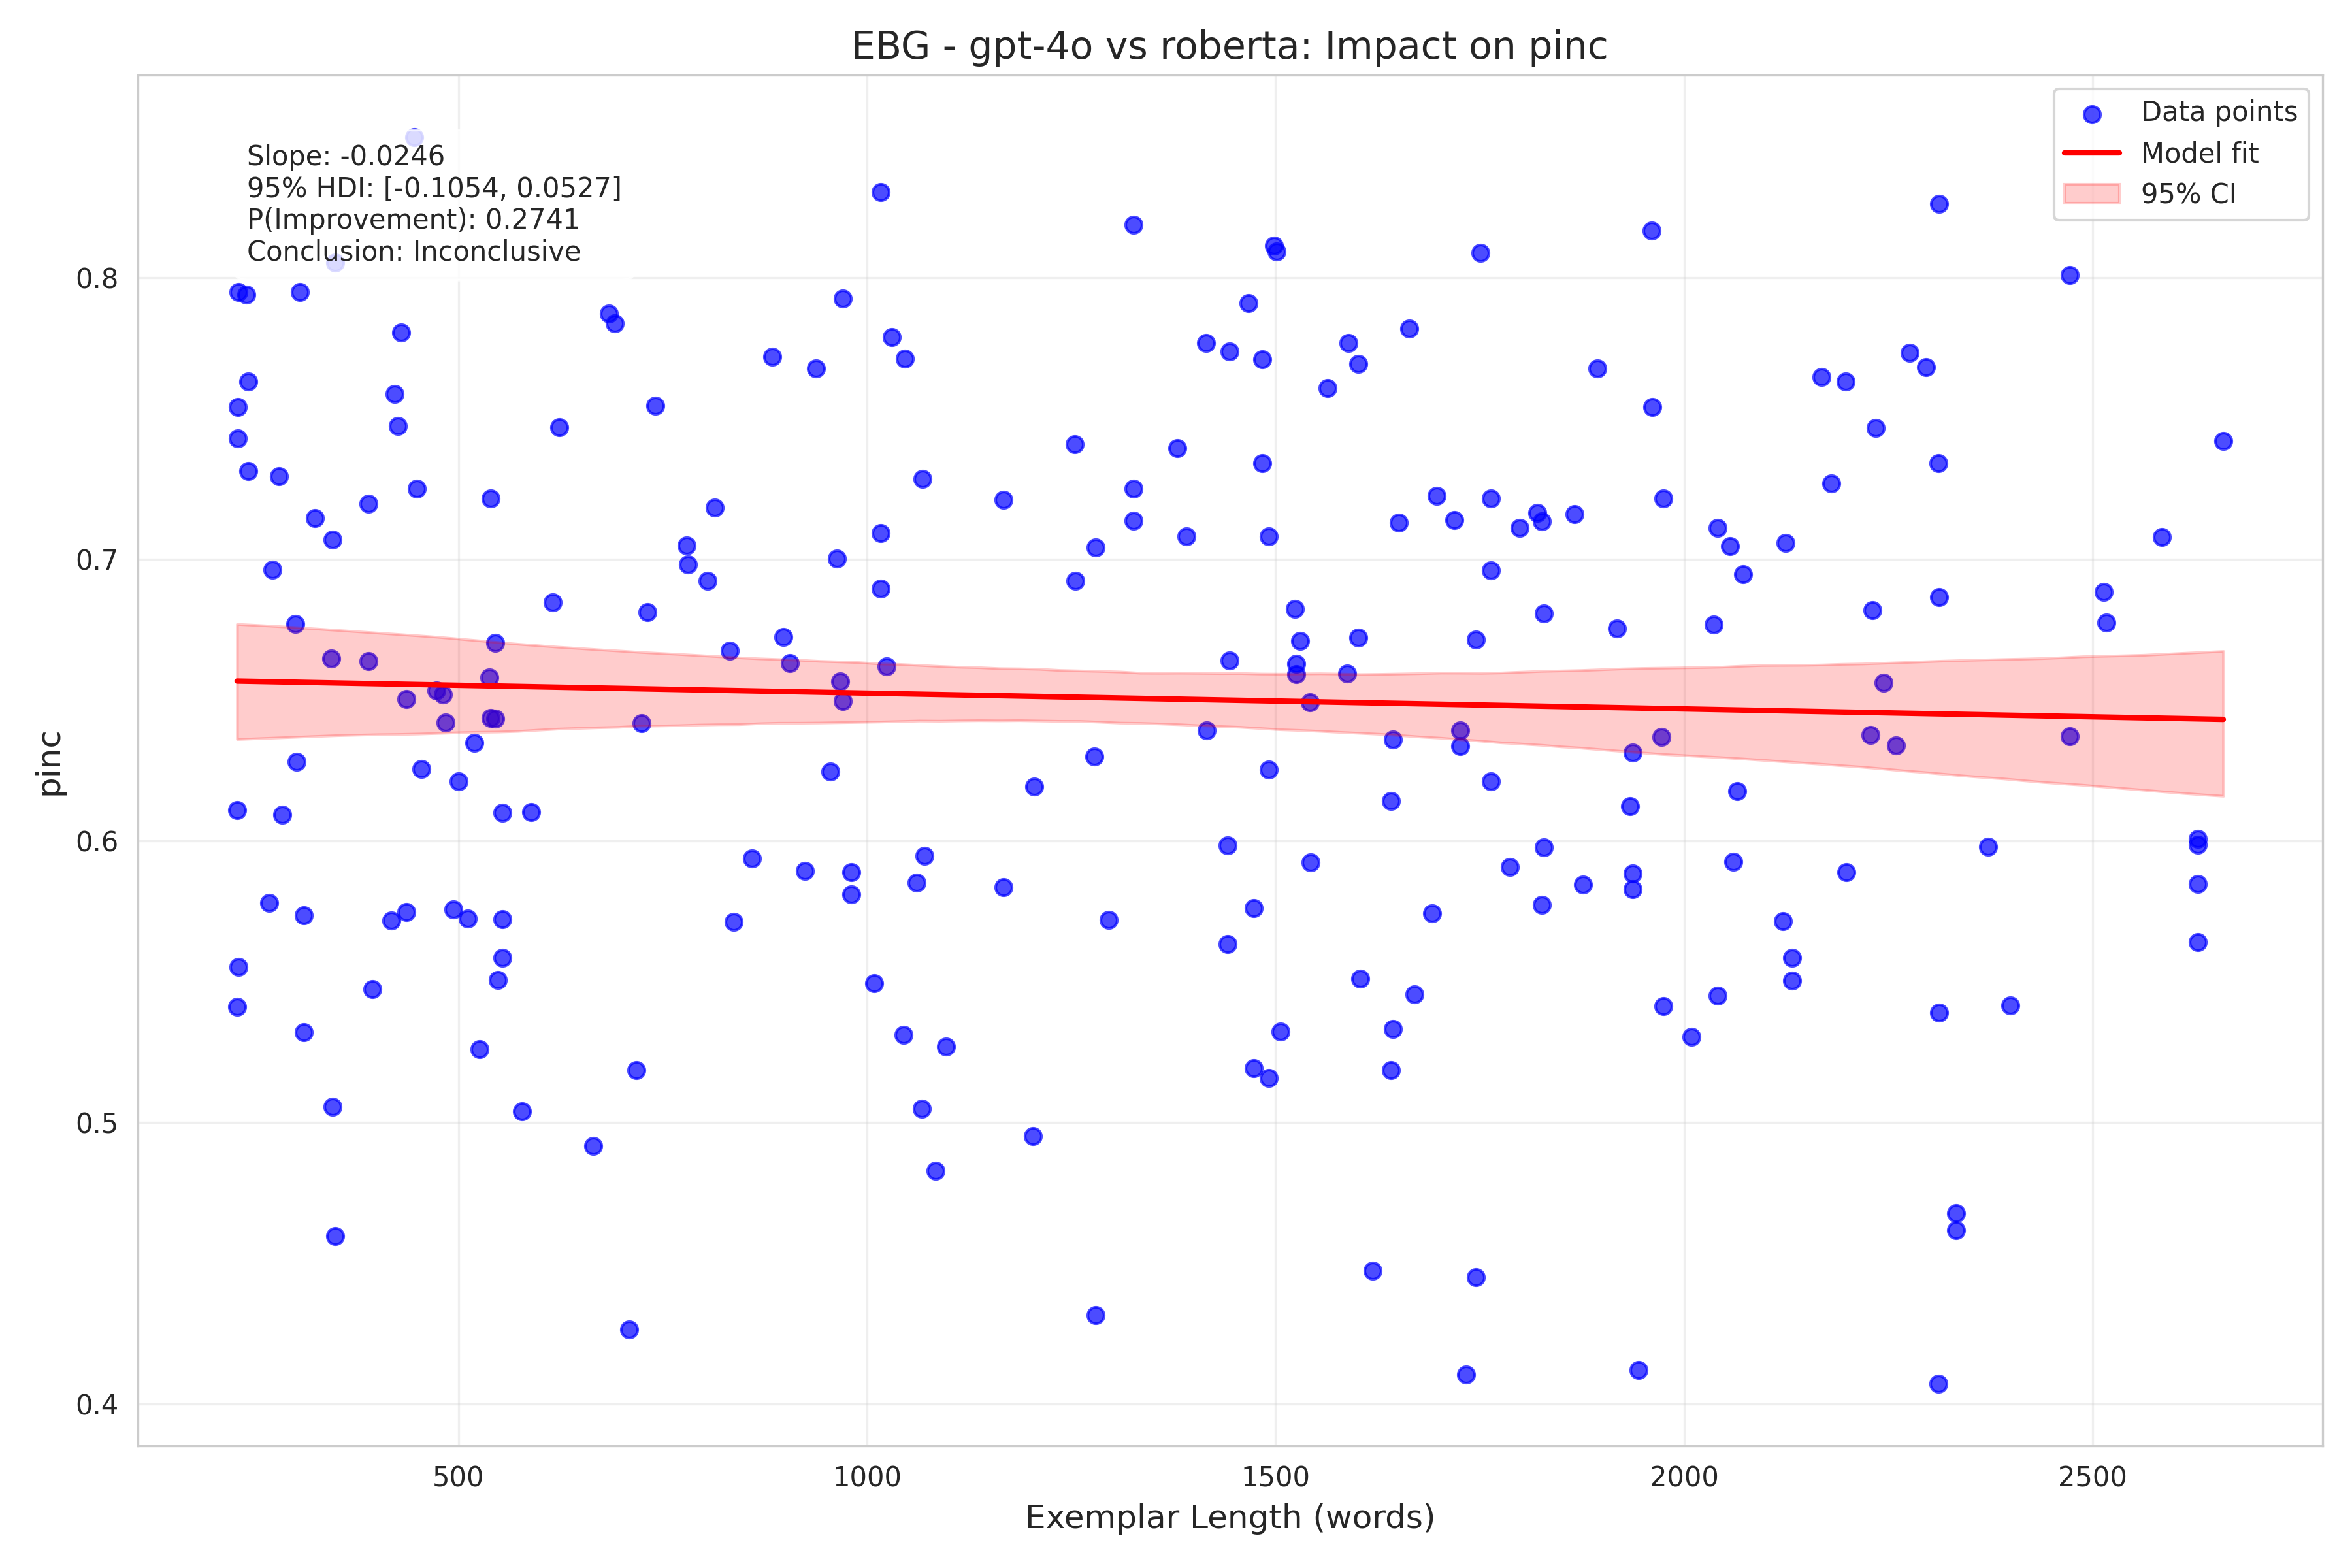 EBG - gpt-4o vs roberta: Impact on pinc
Slope: -0.0246
95% HDI: [-0.1054, 0.0527]
P(Improvement): 0.2741
Conclusion: Inconclusive
Data points
Model fit
95% CI
pinc
0.8
0.7
0.6
0.5
0.4
500
1000
1500
2000
2500
Exemplar Length (words)